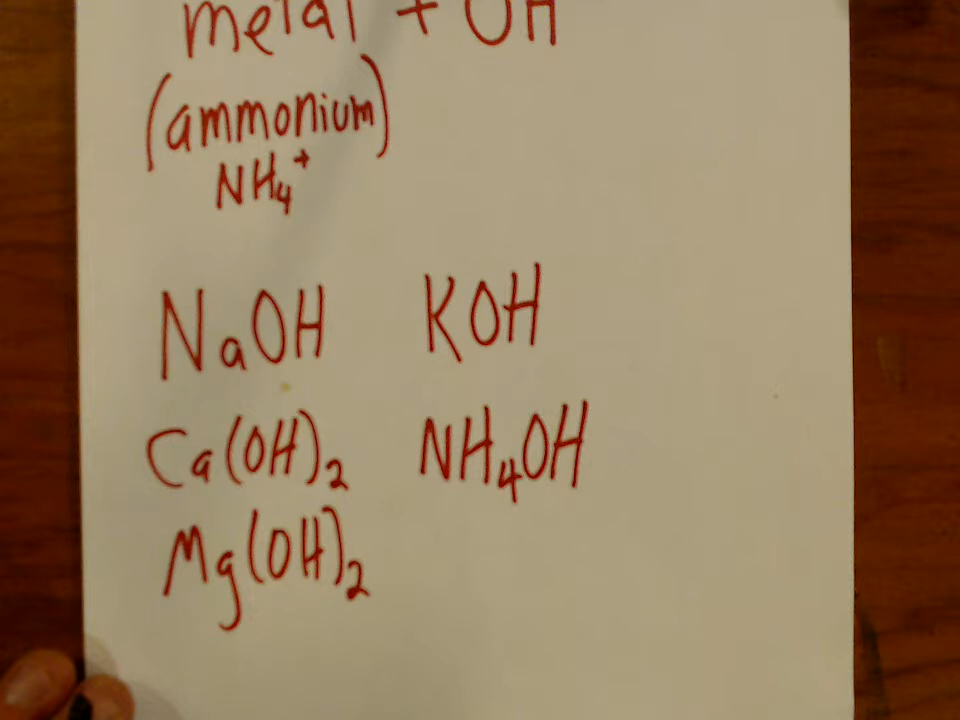 metal + OH
(ammonium)
NH₄⁺
NaOH KOH
Ca(OH)₂ NH₄OH
Mg(OH)₂